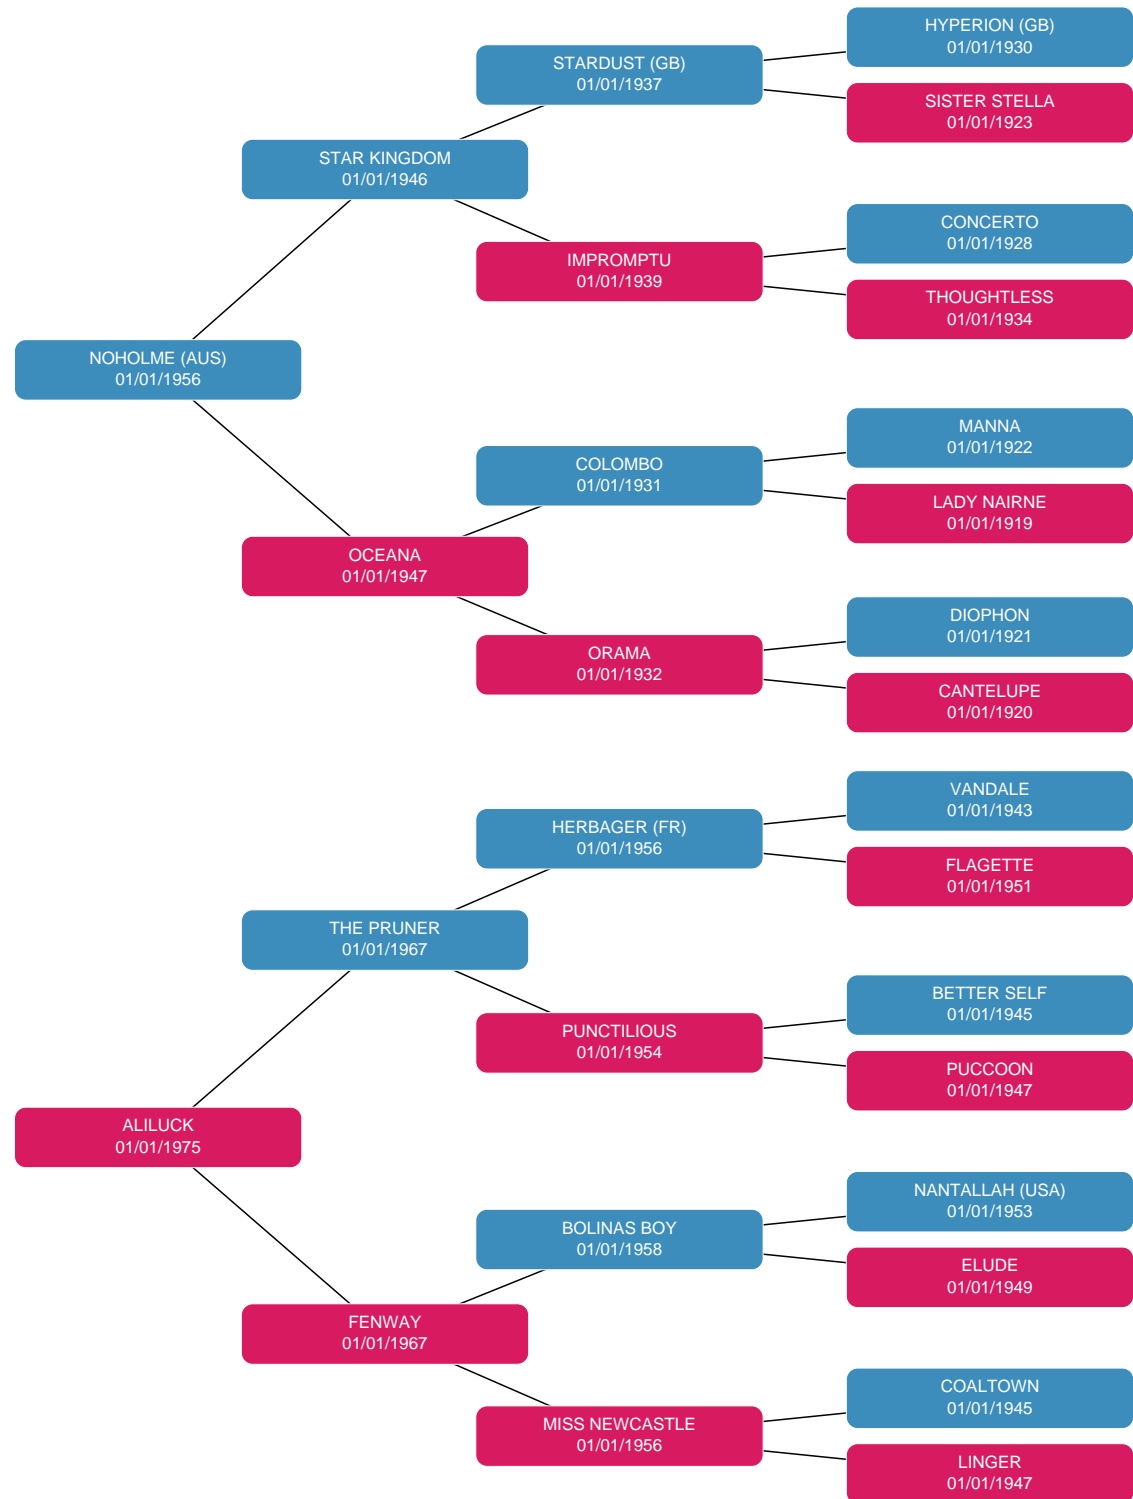 HYPERION (GB)
01/01/1930
STARDUST (GB)
01/01/1937
SISTER STELLA
01/01/1923
STAR KINGDOM
01/01/1946
CONCERTO
01/01/1928
IMPROMPTU
01/01/1939
THOUGHTLESS
01/01/1934
NOHOLME (AUS)
01/01/1956
MANNA
01/01/1922
COLOMBO
01/01/1931
LADY NAIRNE
01/01/1919
OCEANA
01/01/1947
DIOPHON
01/01/1921
ORAMA
01/01/1932
CANTELUPE
01/01/1920
VANDALE
01/01/1943
HERBAGER (FR)
01/01/1956
FLAGETTE
01/01/1951
THE PRUNER
01/01/1967
BETTER SELF
01/01/1945
PUNCTILIOUS
01/01/1954
PUCCOON
01/01/1947
ALILUCK
01/01/1975
NANTALLAH (USA)
01/01/1953
BOLINAS BOY
01/01/1958
ELUDE
01/01/1949
FENWAY
01/01/1967
COALTOWN
01/01/1945
MISS NEWCASTLE
01/01/1956
LINGER
01/01/1947